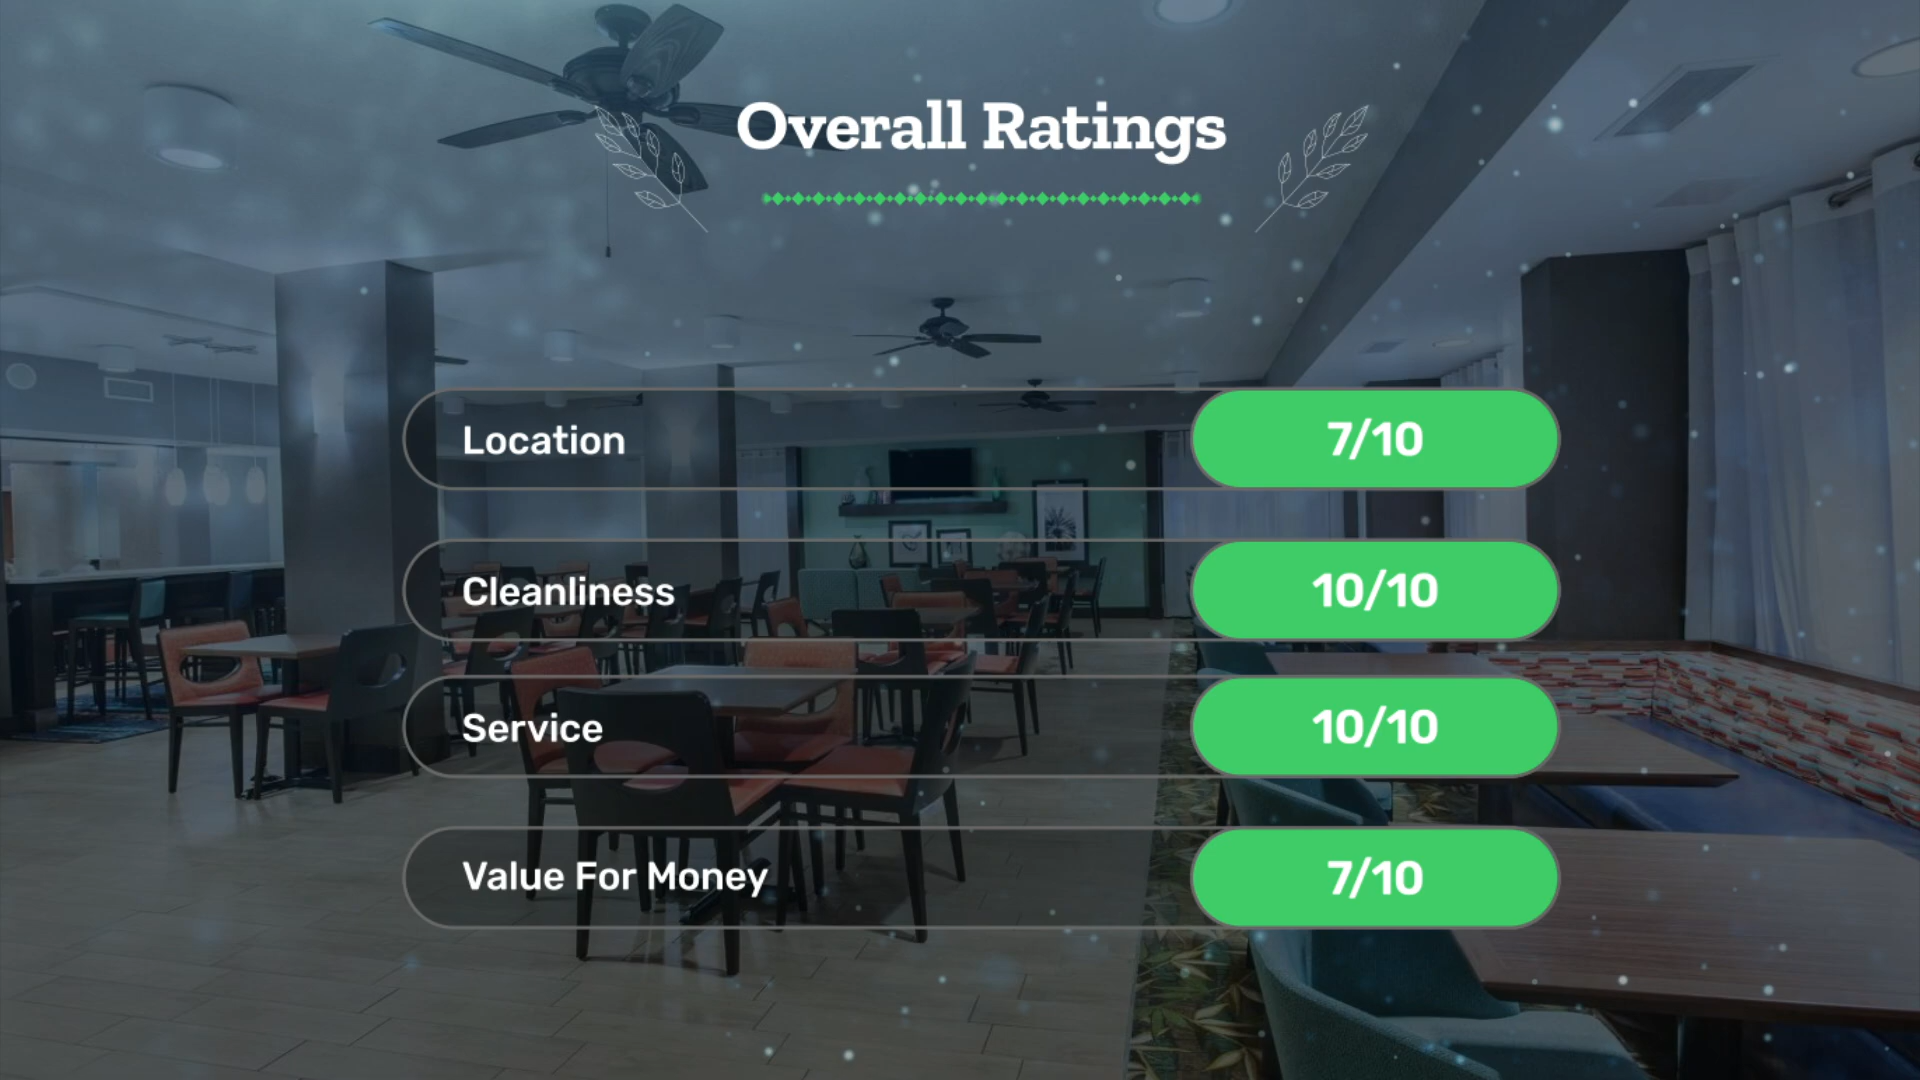 Overall Ratings
Location 7/10
Cleanliness 10/10
Service 10/10
Value For Money 7/10